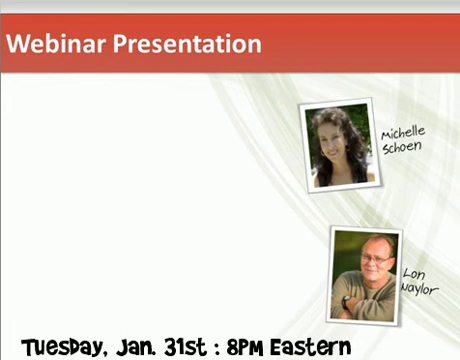 Webinar Presentation
Michelle
Schoen
Lon
Naylor
Tuesday, Jan. 31st : 8PM Eastern